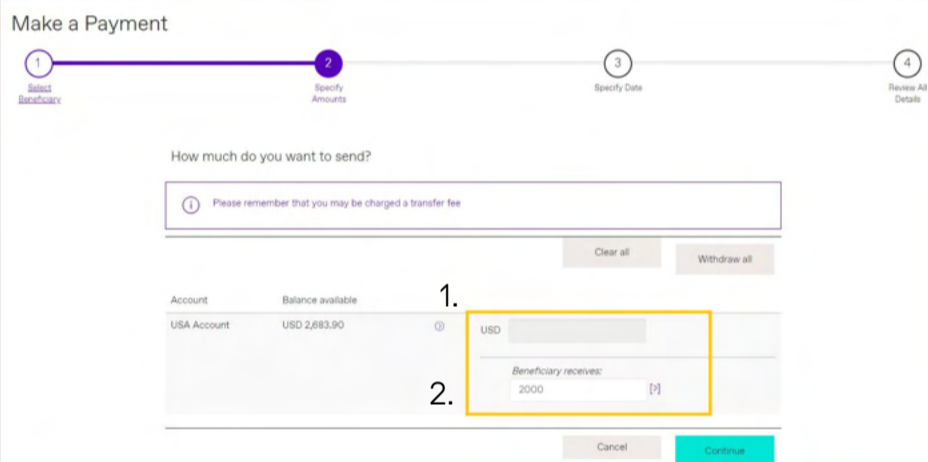 Make a Payment
1
2
3
4
Select
Beneficiary
Specify
Amounts
Specify Date
Review All
Details
How much do you want to send?
Please remember that you may be charged a transfer fee
Clear all
Withdraw all
Account
Balance available
1.
USA Account
USD 2,683.90
USD
Beneficiary receives:
2.
2000
[?]
Cancel
Continue